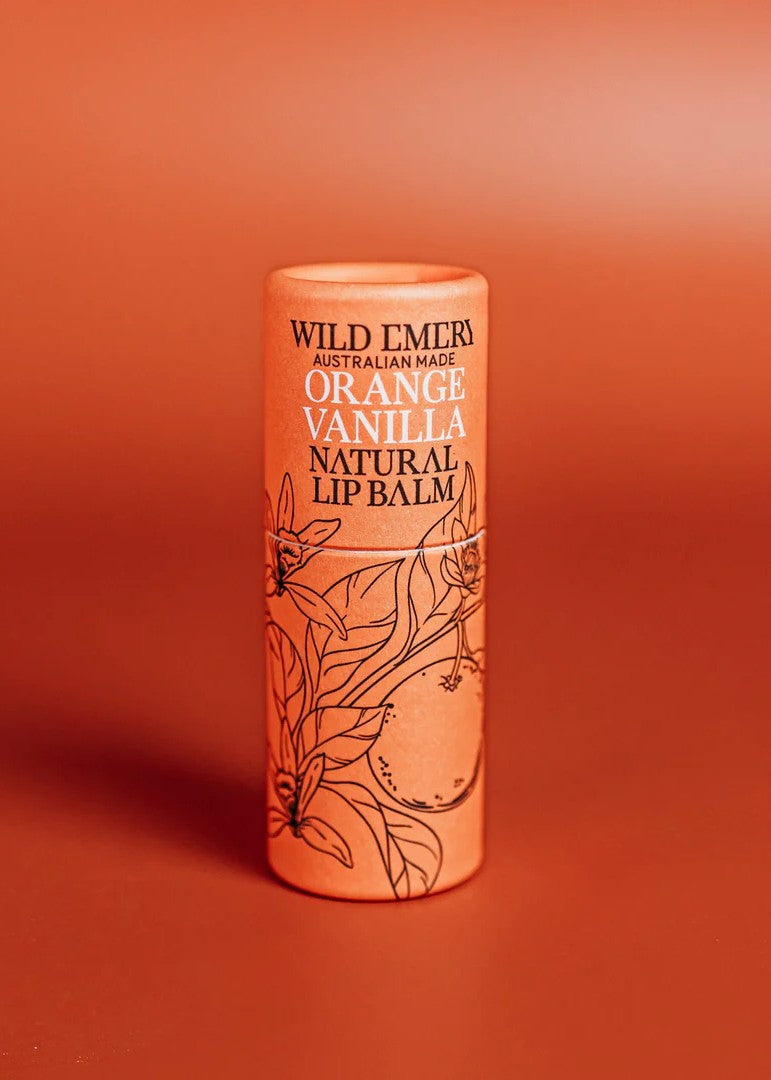 WILD EMERY
AUSTRALIAN MADE
ORANGE
VANILLA
NATURAL
LIP BALM